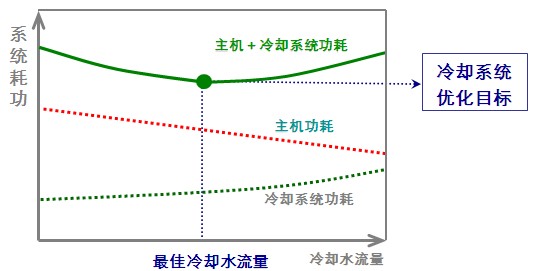 系统耗功
主机＋冷却系统功耗
冷却系统
优化目标
主机功耗
冷却系统功耗
最佳冷却水流量
冷却水流量